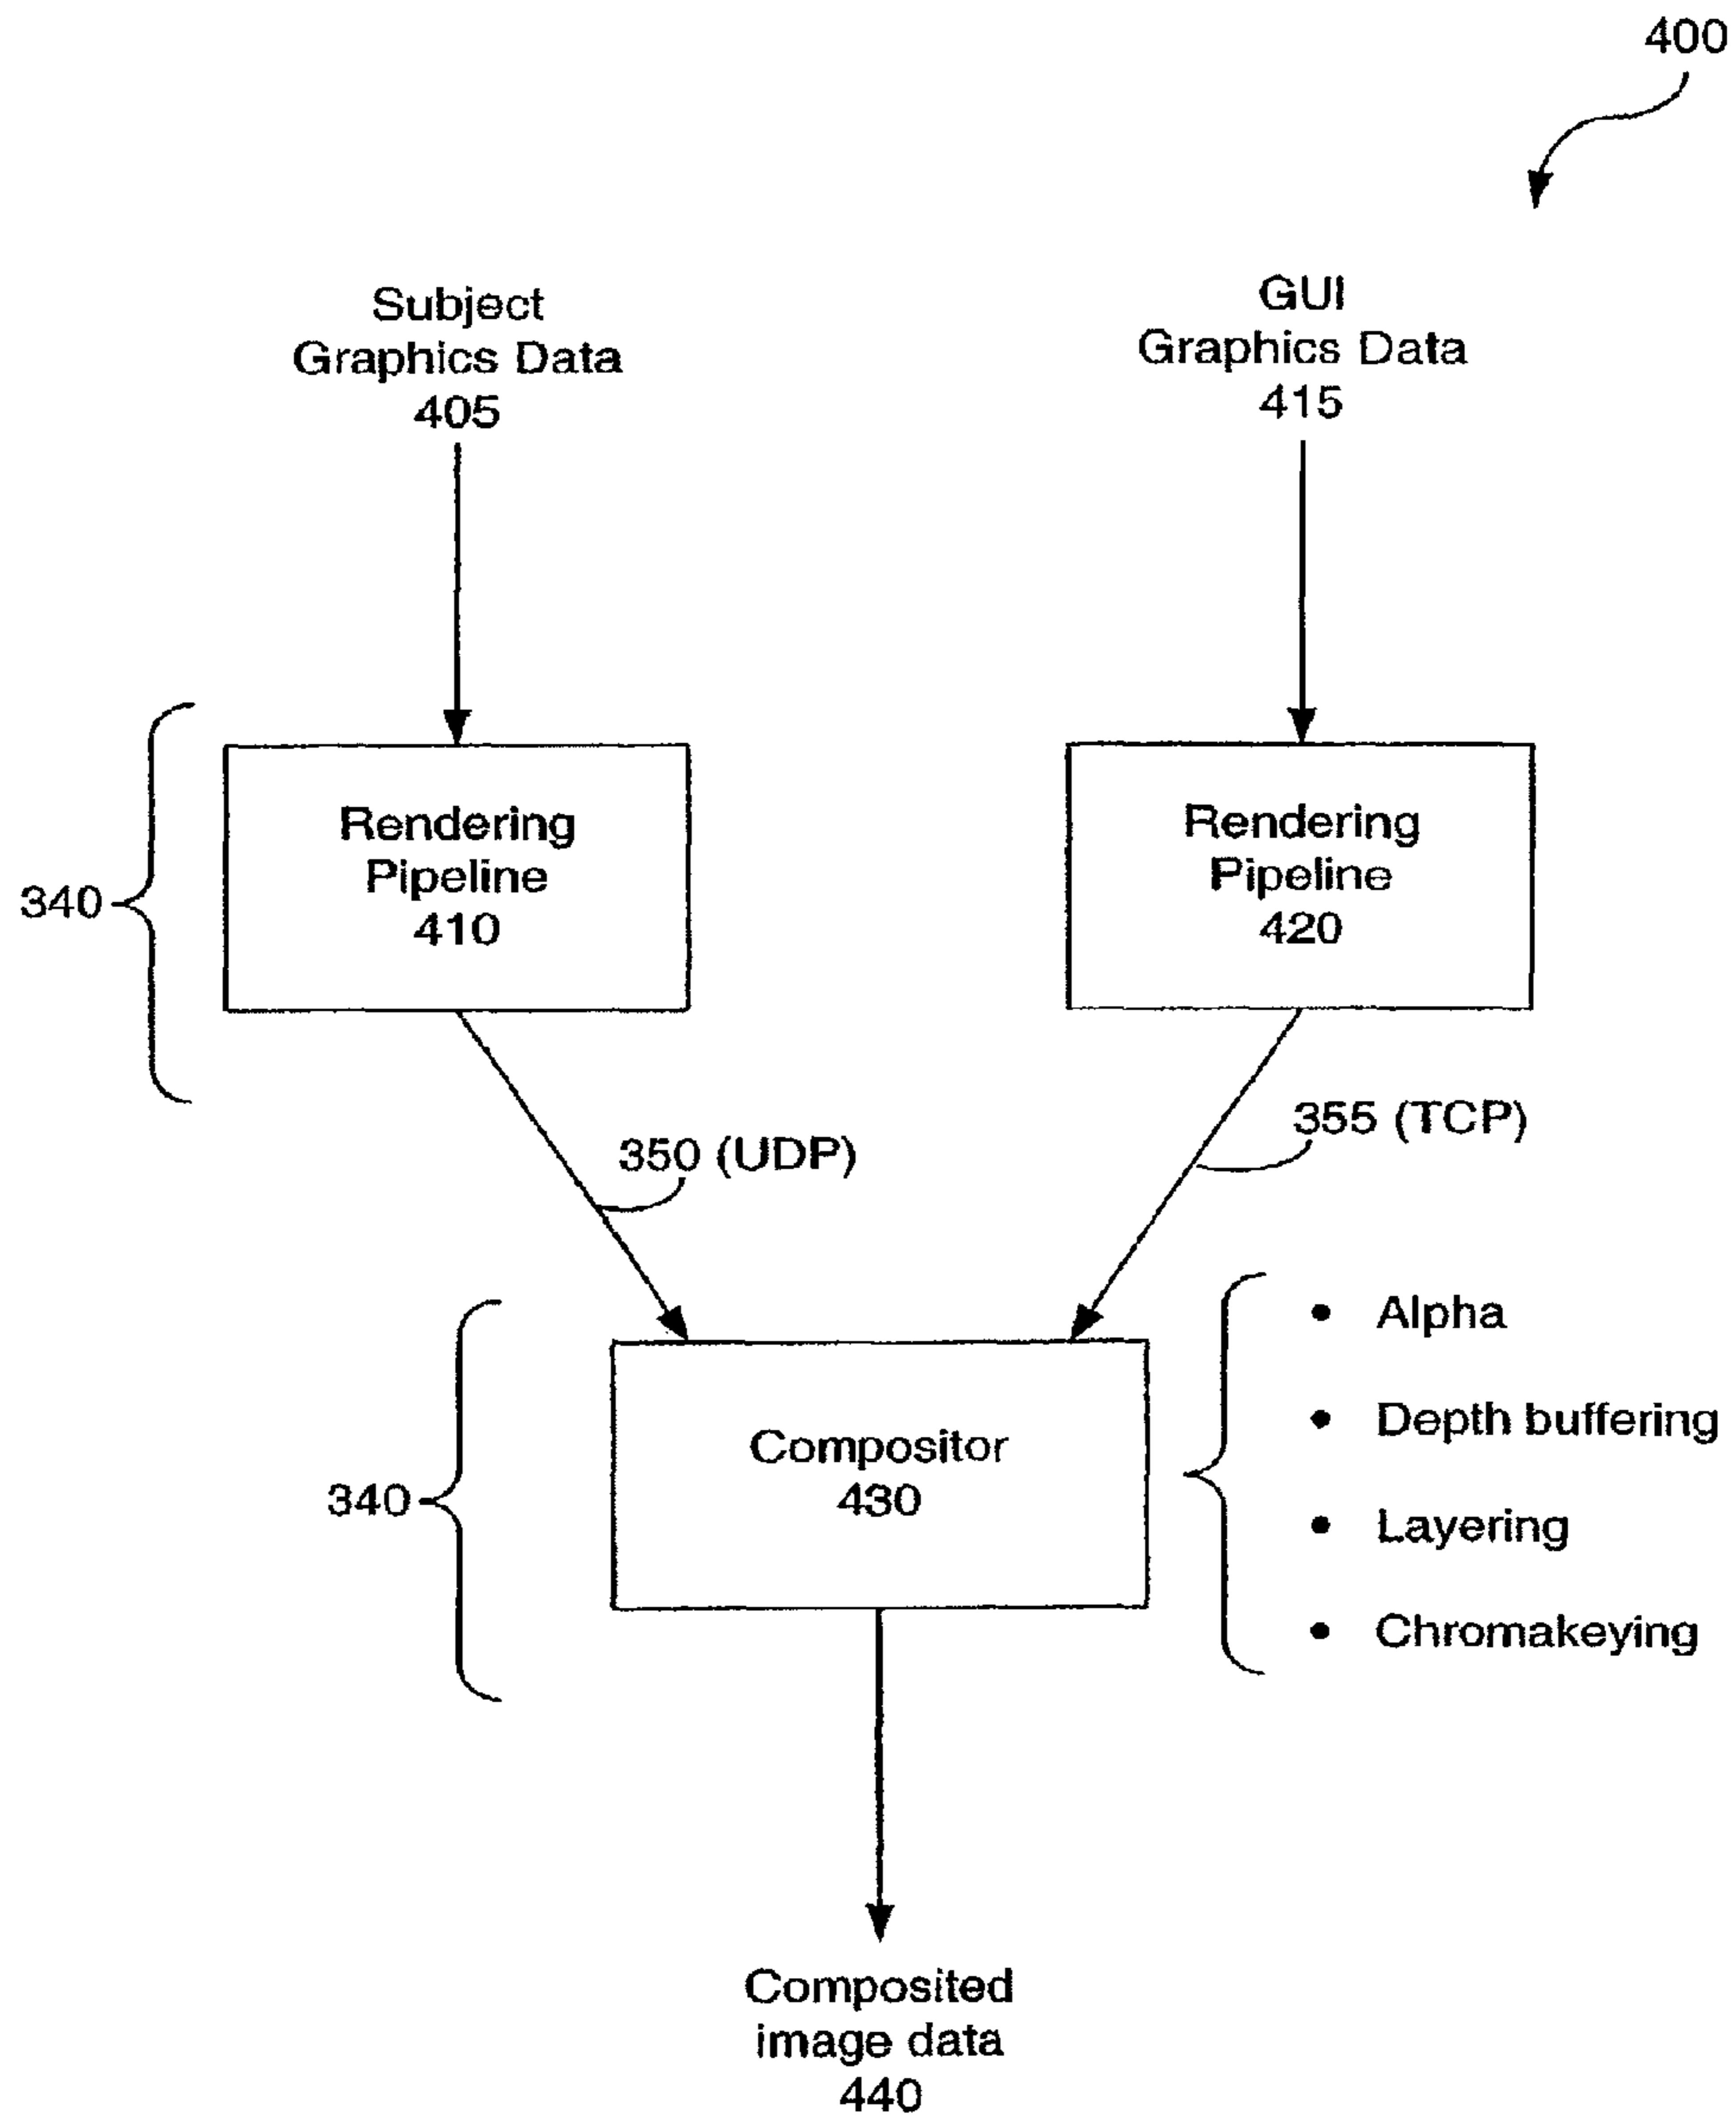 400
Subject
Graphics Data
405
GUI
Graphics Data
415
340
Rendering
Pipeline
410
Rendering
Pipeline
420
350 (UDP)
355 (TCP)
340
Compositor
430
• Alpha
• Depth buffering
• Layering
• Chromakeying
Composited
image data
440